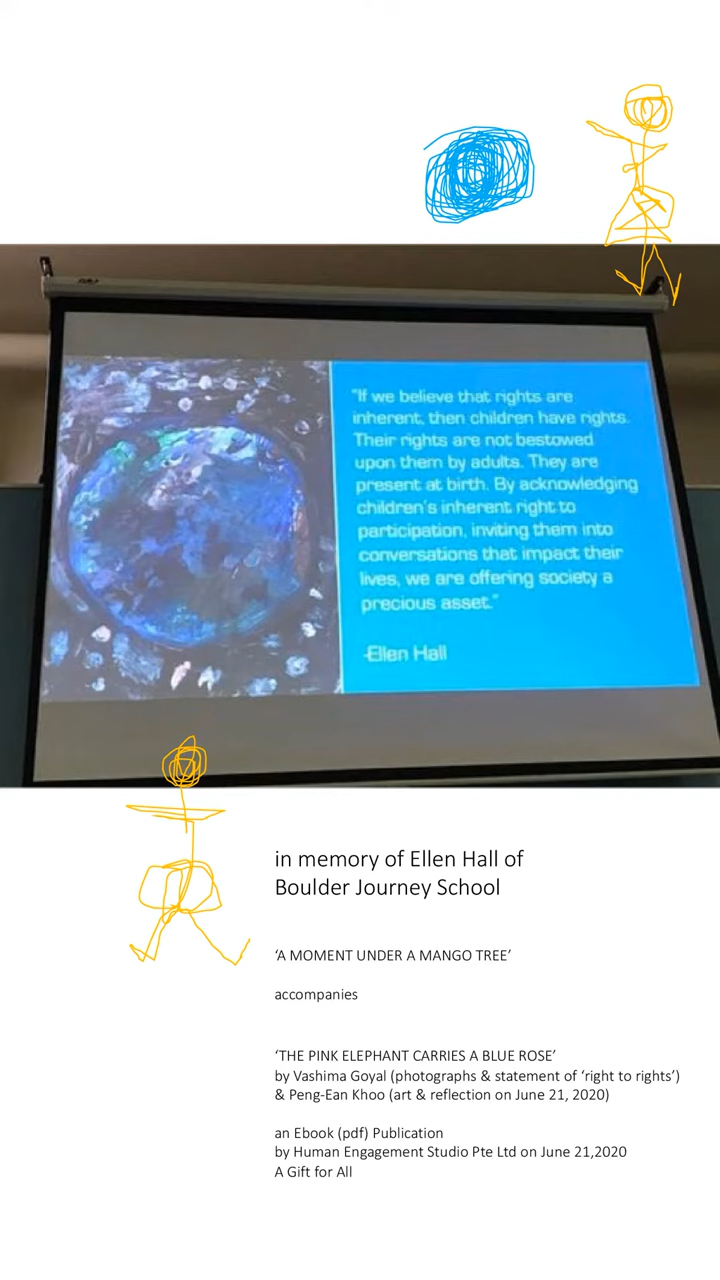 "If we believe that rights are
inherent, then children have rights.
Their rights are not bestowed
upon them by adults. They are
present at birth. By acknowledging
children's inherent right to
participation, inviting them into
conversations that impact their
lives, we are offering society a
precious asset."
-Ellen Hall
in memory of Ellen Hall of
Boulder Journey School
‘A MOMENT UNDER A MANGO TREE’
accompanies
‘THE PINK ELEPHANT CARRIES A BLUE ROSE’
by Vashima Goyal (photographs & statement of ‘right to rights’)
& Peng-Ean Khoo (art & reflection on June 21, 2020)
an Ebook (pdf) Publication
by Human Engagement Studio Pte Ltd on June 21,2020
A Gift for All